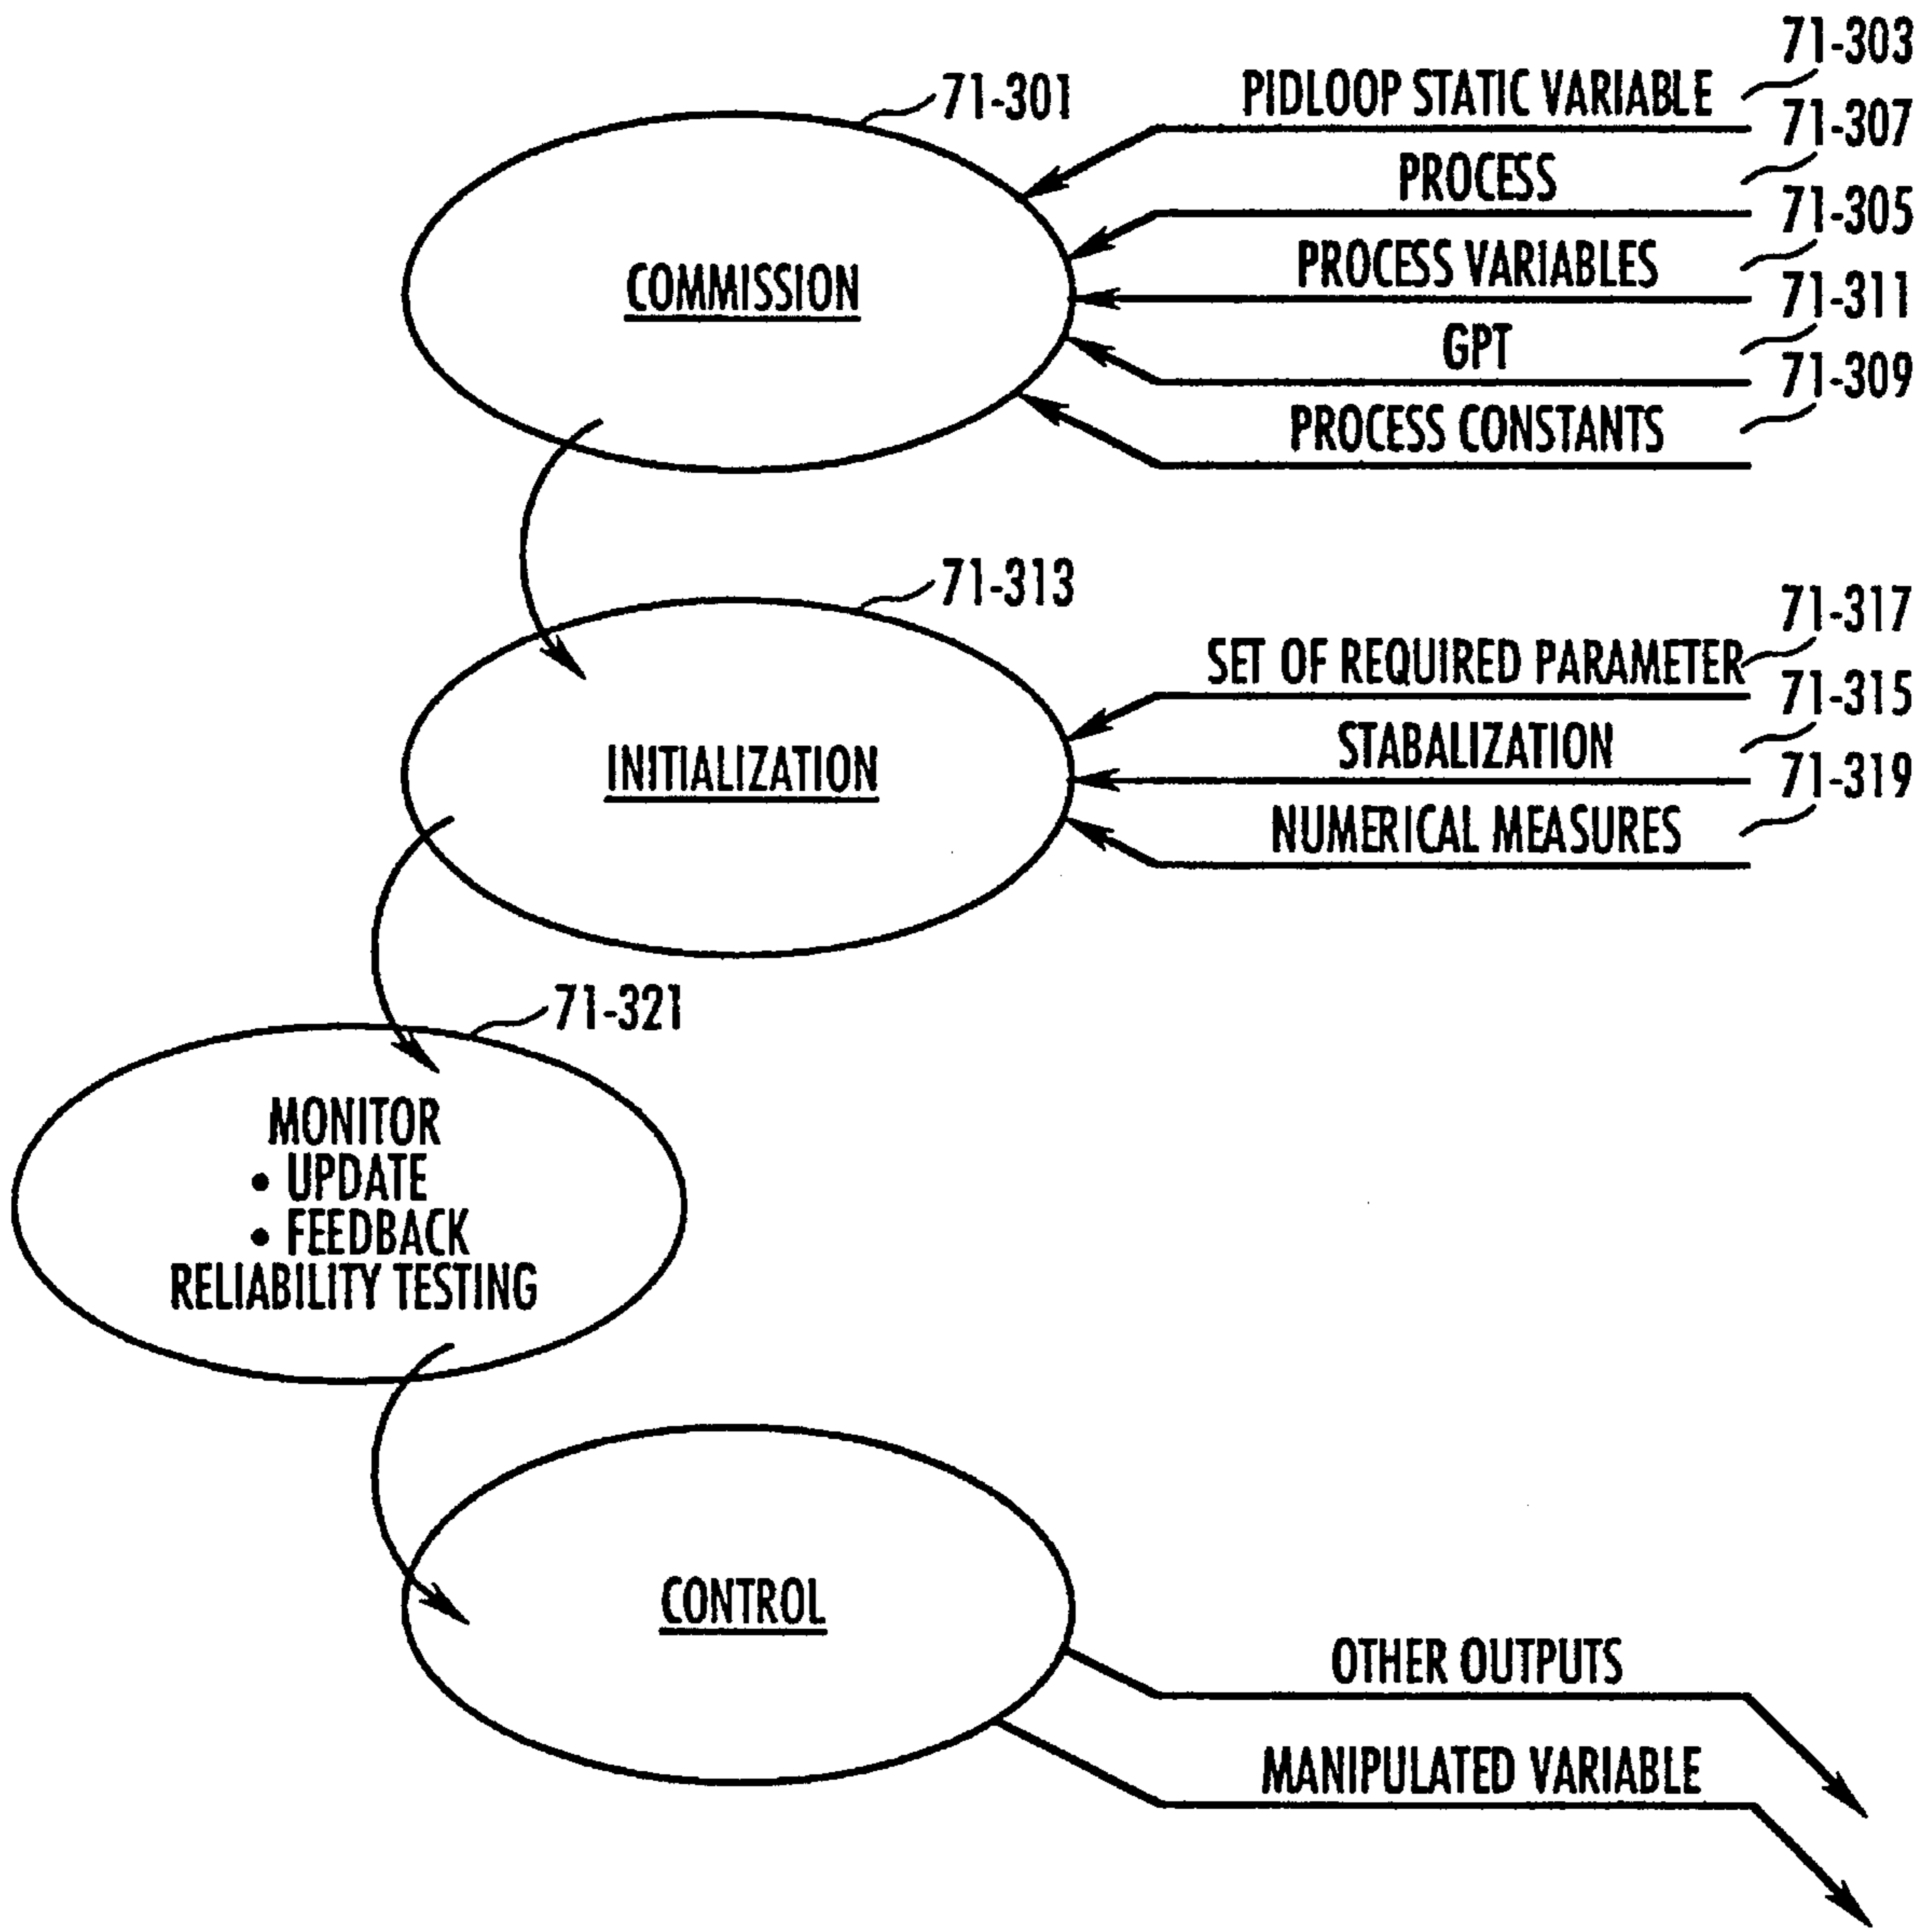 71-303
71-301
PIDLOOP STATIC VARIABLE
71-307
PROCESS
71-305
COMMISSION
PROCESS VARIABLES
71-311
GPT
71-309
PROCESS CONSTANTS
71-313
71-317
SET OF REQUIRED PARAMETER
71-315
INITIALIZATION
STABALIZATION
71-319
NUMERICAL MEASURES
71-321
MONITOR
• UPDATE
• FEEDBACK
RELIABILITY TESTING
CONTROL
OTHER OUTPUTS
MANIPULATED VARIABLE